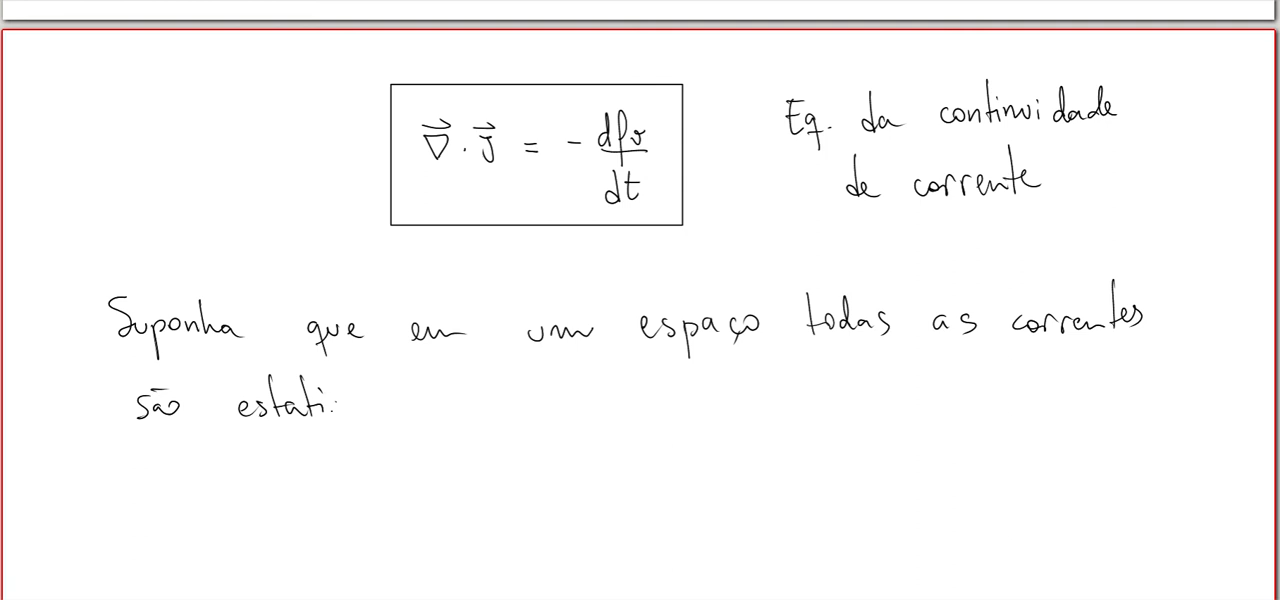 ∇⃗ · J⃗ = - dρv/dt
Eq. da continuidade
de corrente
Suponha que em um espaço todas as correntes
são estati.